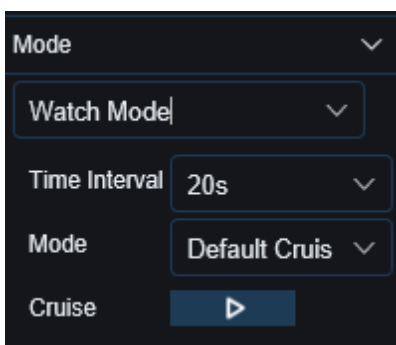 Mode
Watch Mode
Time Interval 20s
Mode Default Cruis
Cruise